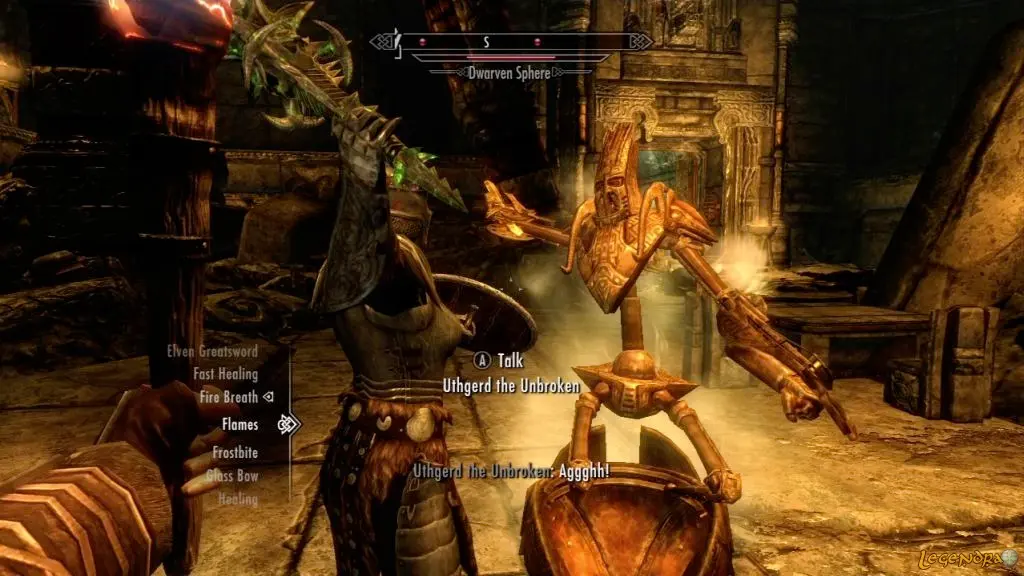 S
Dwarven Sphere
A Talk
Uthgerd the Unbroken
Elven Greatsword
Fast Healing
Fire Breath
Flames
Frostbite
Glass Bow
Healing
Uthgerd the Unbroken: Aggghh!
Legendra